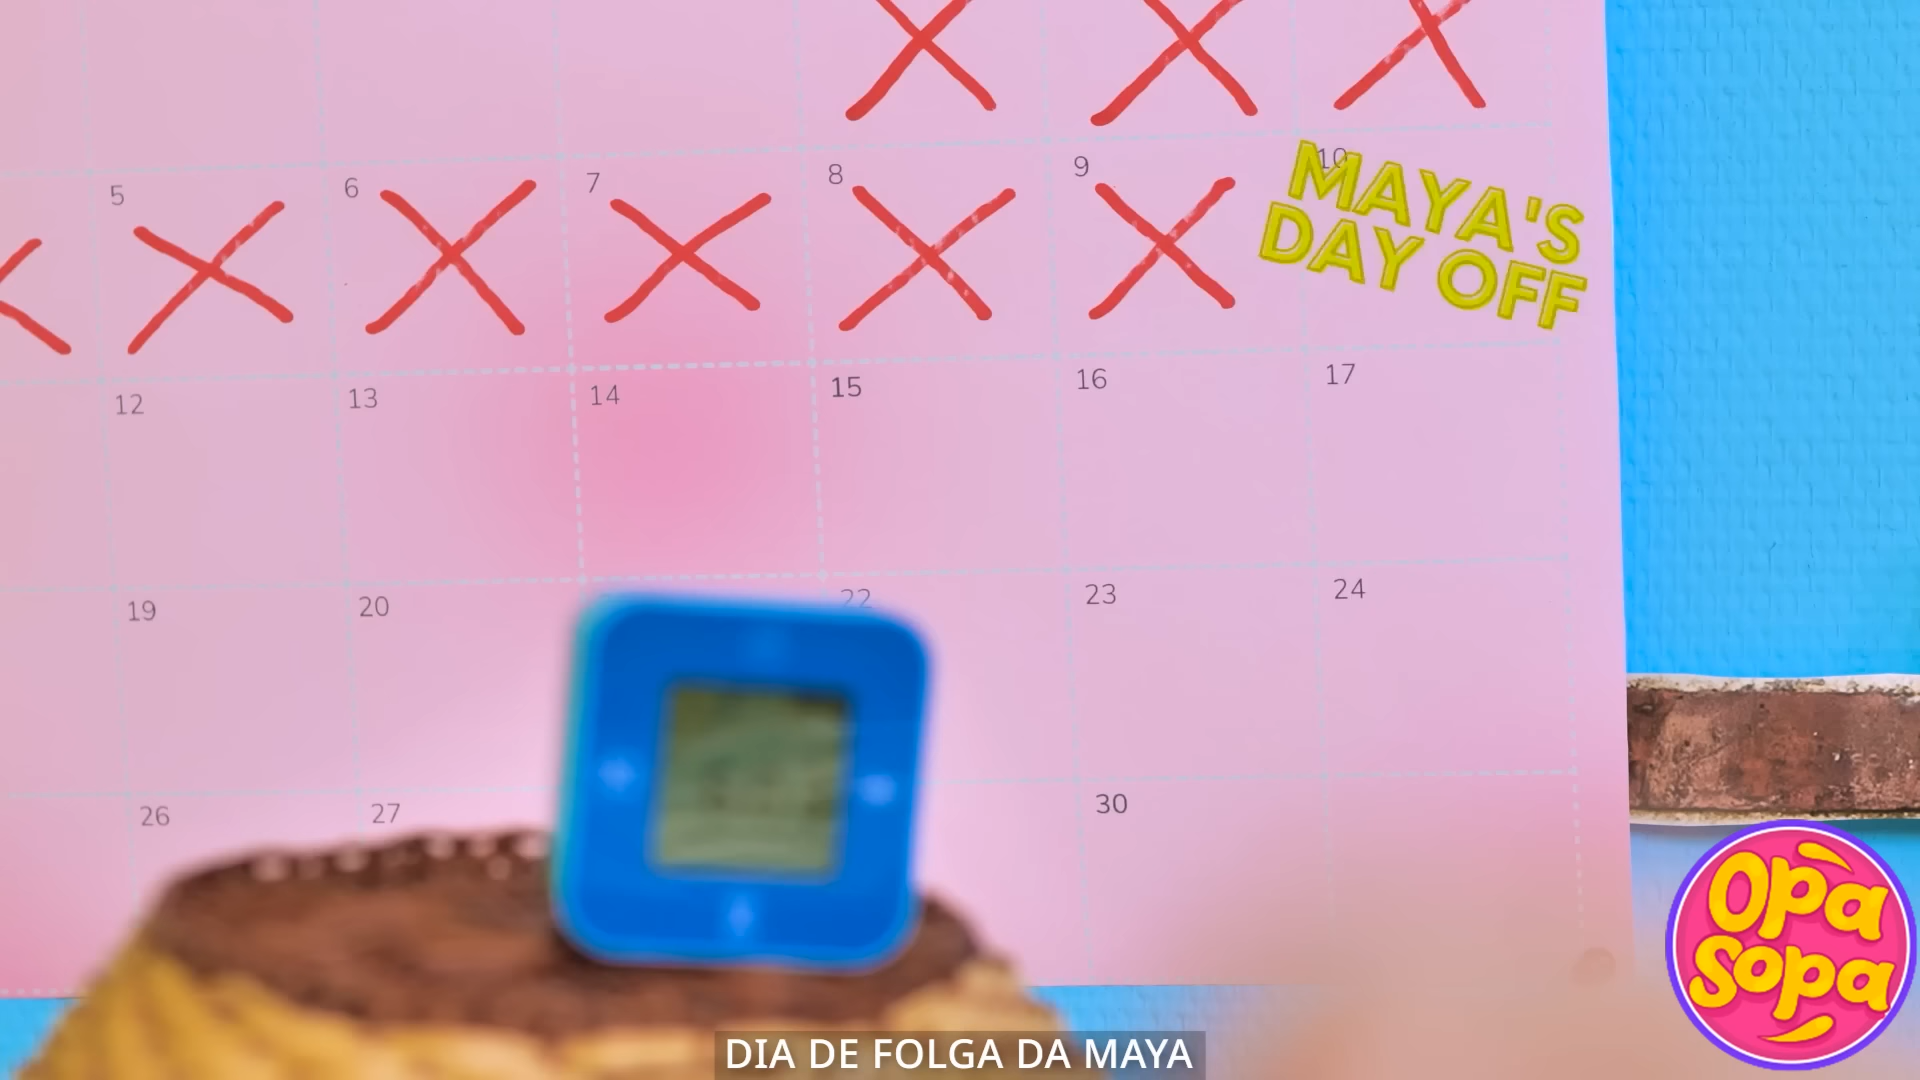 5 6 7 8 9 10
MAYA'S
DAY OFF
12 13 14 15 16 17
19 20 22 23 24
26 27 30
DIA DE FOLGA DA MAYA
Opa
Sopa